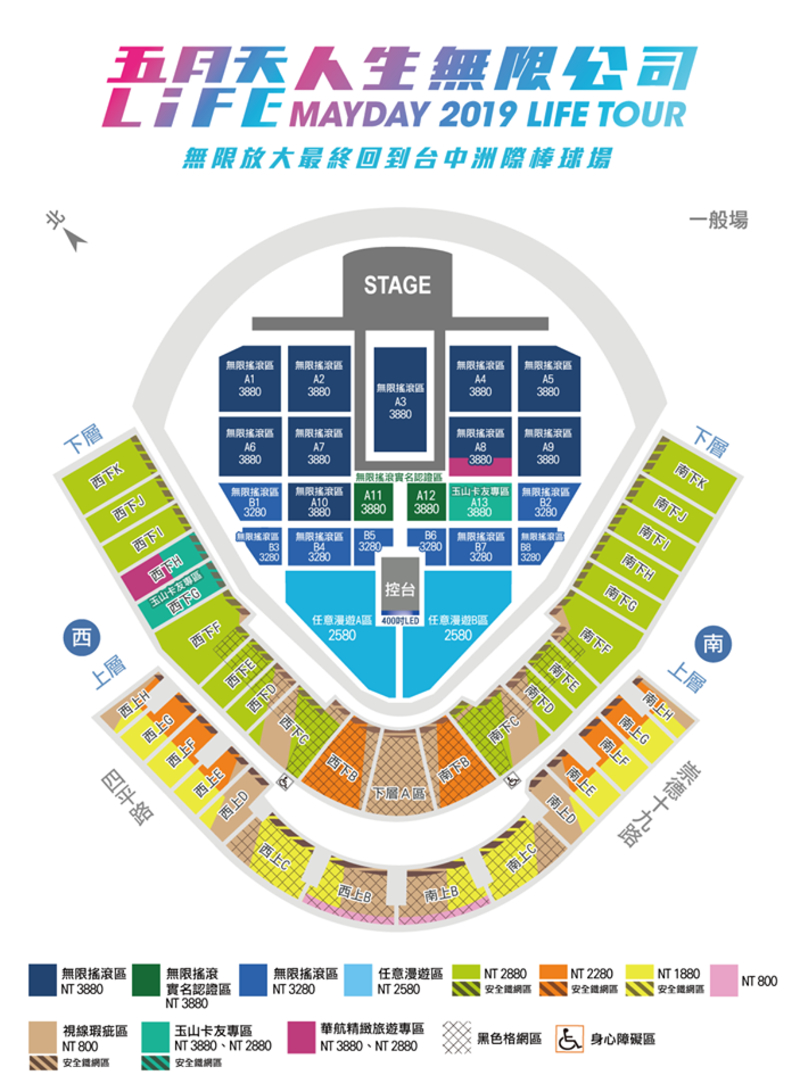 五月天人生無限公司
LiFE MAYDAY 2019 LIFE TOUR
無限放大最終回到台中洲際棒球場
北
一般場
STAGE
無限搖滾區
A1
3880
無限搖滾區
A2
3880
無限搖滾區
A3
3880
無限搖滾區
A4
3880
無限搖滾區
A5
3880
無限搖滾區
A6
3880
無限搖滾區
A7
3880
無限搖滾區
A8
3880
無限搖滾區
A9
3880
無限搖滾實名認證區
無限搖滾區
B1
3280
無限搖滾區
A10
3880
A11
3880
A12
3880
玉山卡友專區
A13
3880
無限搖滾區
B2
3280
無限搖滾區
B3
3280
無限搖滾區
B4
3280
B5
3280
B6
3280
無限搖滾區
B7
3280
無限搖滾區
B8
3280
控台
400吋LED
任意漫遊A區
2580
任意漫遊B區
2580
下層
西下K
西下J
西下I
西下H
玉山卡友專區
西下G
西下F
西下E
西下D
西下C
西下B
下層A區
南下B
南下C
南下D
南下E
南下F
南下G
南下H
南下I
南下J
南下K
下層
西
上層
西上H
西上G
西上F
西上E
西上D
西上C
西上B
南上B
南上C
南上D
南上E
南上F
南上G
南上H
上層
南
四斗路
崇德十九路
無限搖滾區
NT 3880
無限搖滾
實名認證區
NT 3880
無限搖滾區
NT 3280
任意漫遊區
NT 2580
NT 2880
安全鐵網區
NT 2280
安全鐵網區
NT 1880
安全鐵網區
NT 800
視線瑕疵區
NT 800
安全鐵網區
玉山卡友專區
NT 3880、NT 2880
安全鐵網區
華航精緻旅遊專區
NT 3880、NT 2880
黑色格網區
身心障礙區